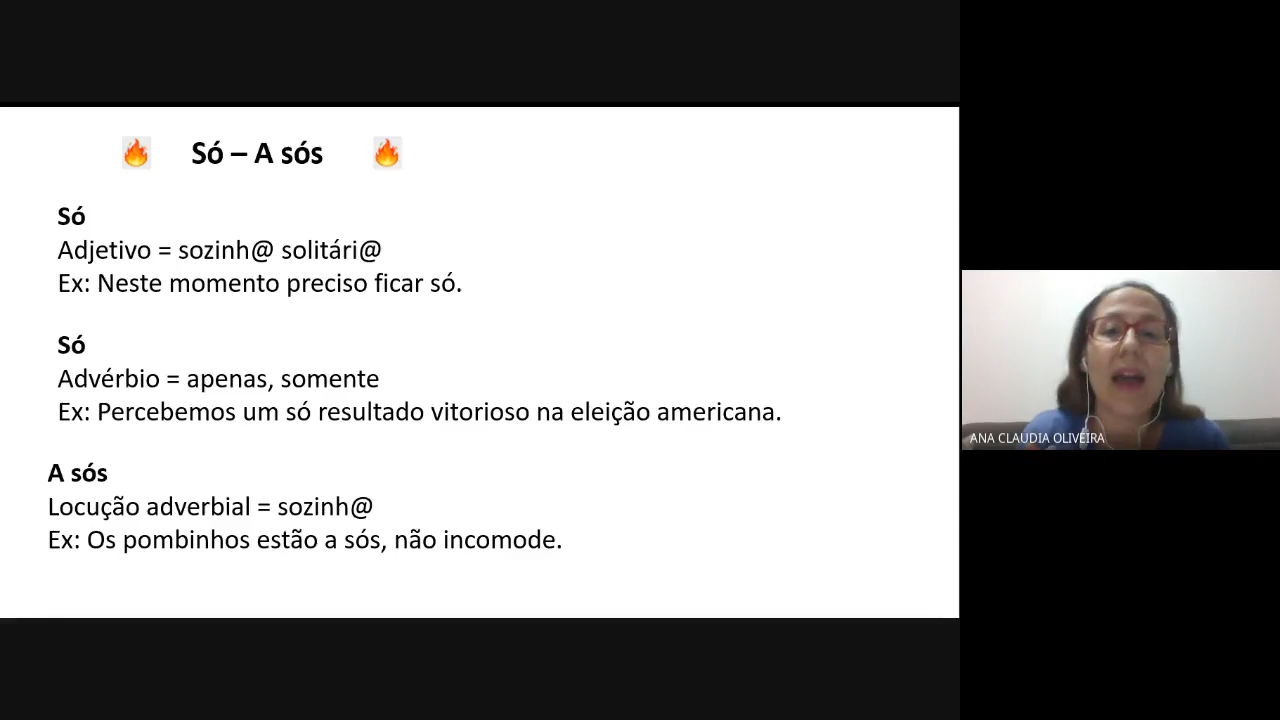 Só – A sós
Só
Adjetivo = sozinh@ solitári@
Ex: Neste momento preciso ficar só.
Só
Advérbio = apenas, somente
Ex: Percebemos um só resultado vitorioso na eleição americana.
A sós
Locução adverbial = sozinh@
Ex: Os pombinhos estão a sós, não incomode.
ANA CLAUDIA OLIVEIRA